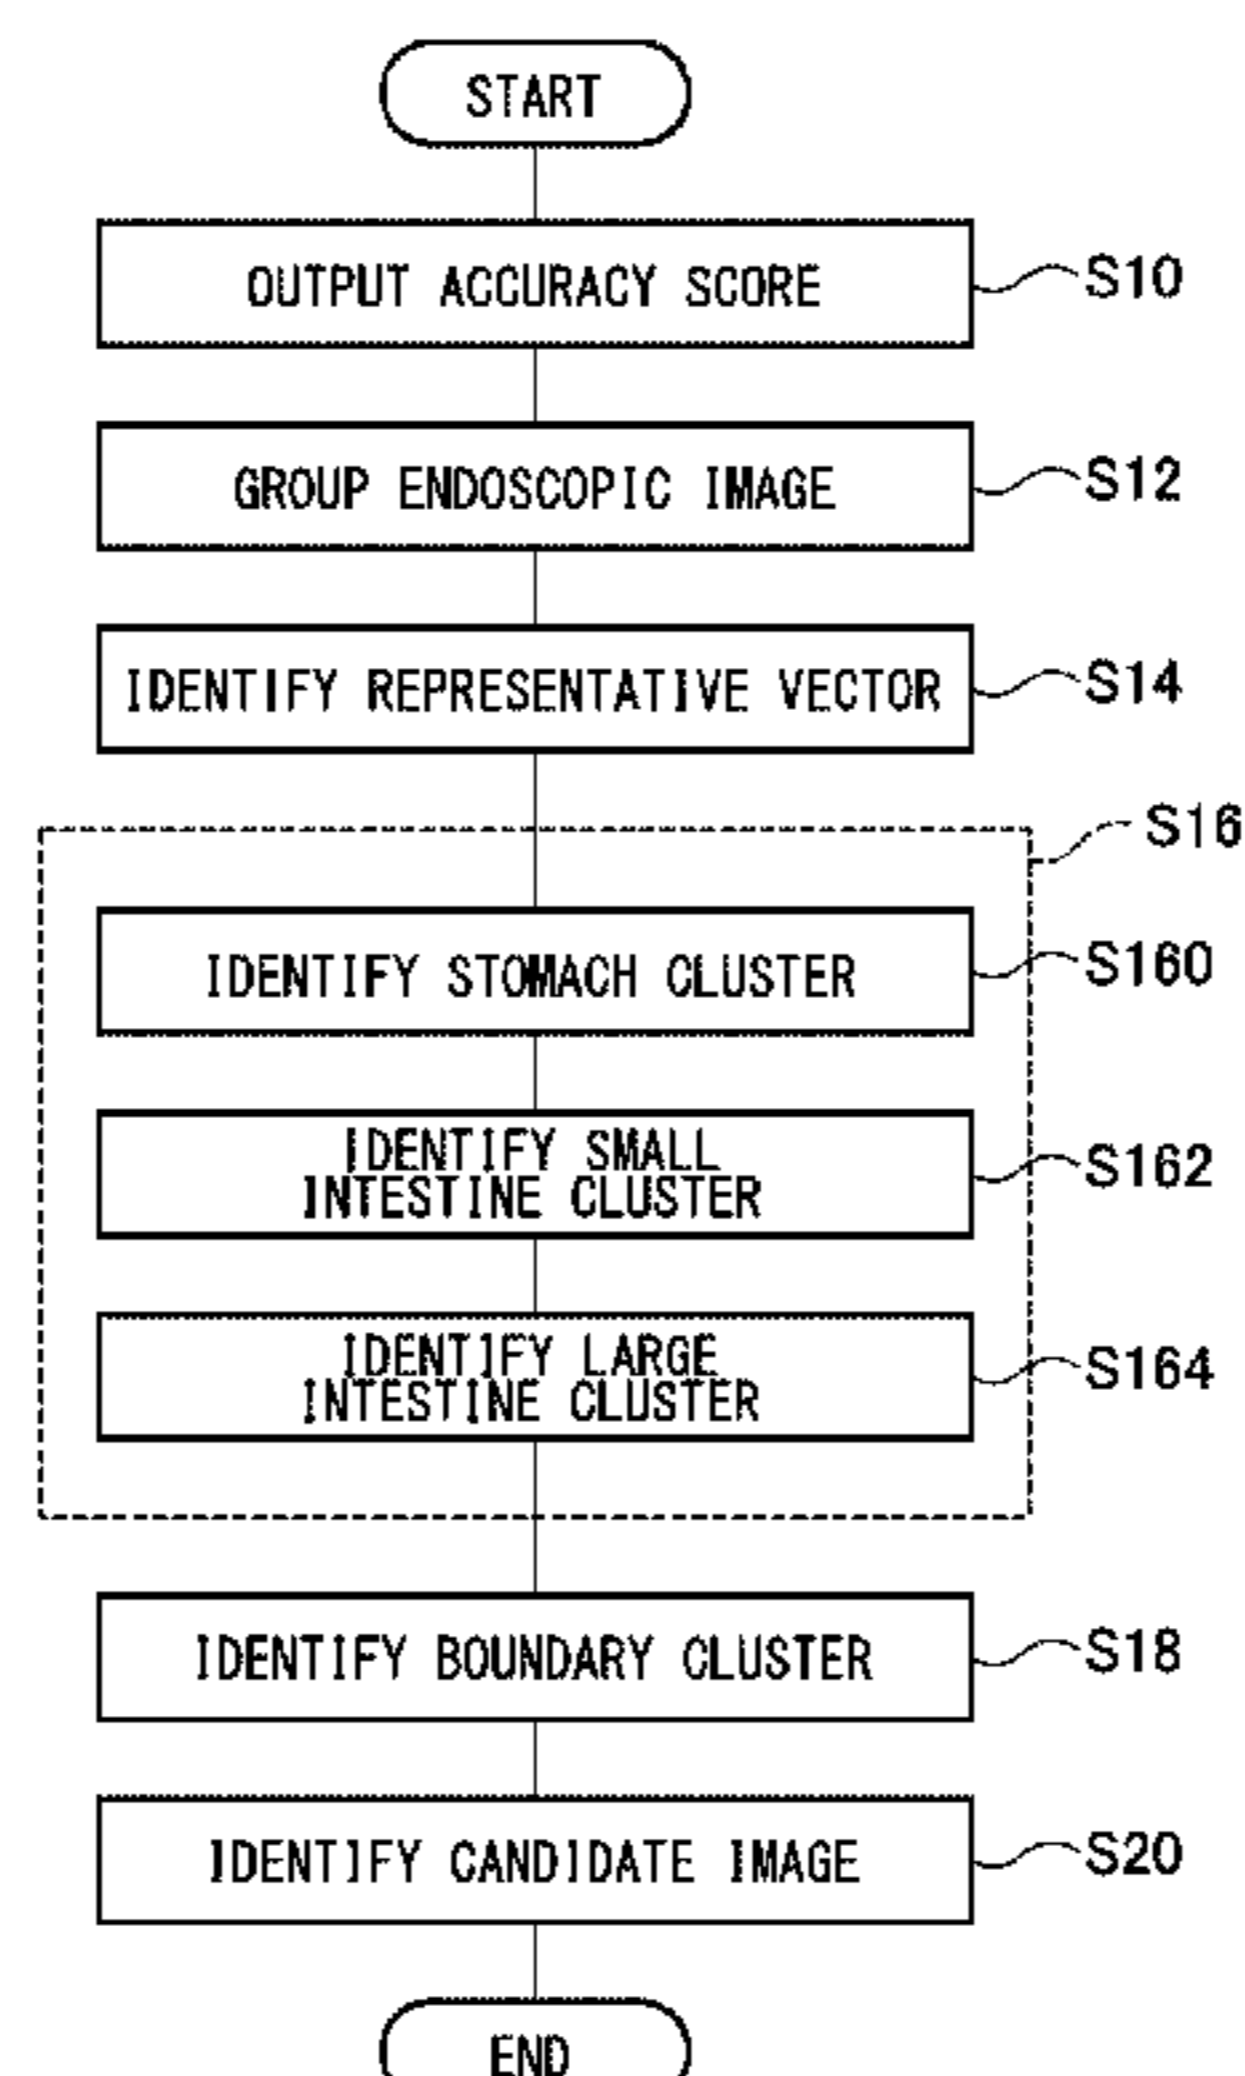 START
OUTPUT ACCURACY SCORE
S10
GROUP ENDOSCOPIC IMAGE
S12
IDENTIFY REPRESENTATIVE VECTOR
S14
S16
IDENTIFY STOMACH CLUSTER
S160
IDENTIFY SMALL
INTESTINE CLUSTER
S162
IDENTIFY LARGE
INTESTINE CLUSTER
S164
IDENTIFY BOUNDARY CLUSTER
S18
IDENTIFY CANDIDATE IMAGE
S20
END